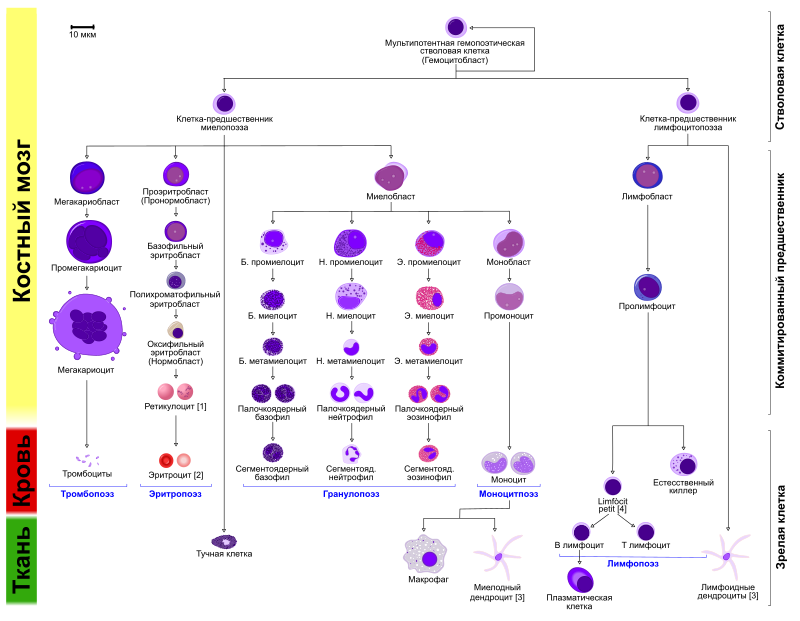 10 мкм
Мультипотентная гемопоэтическая
стволовая клетка
(Гемоцитобласт)
Клетка-предшественник
миелопоэза
Клетка-предшественник
лимфоцитопоэза
Стволовая клетка
Костный мозг
Мегакариобласт
Проэритробласт
(Пронормобласт)
Миелобласт
Лимфобласт
Промегакариоцит
Базофильный
эритробласт
Б. промиелоцит
Н. промиелоцит
Э. промиелоцит
Монобласт
Коммитированный предшественник
Полихроматофильный
эритробласт
Б. миелоцит
Н. миелоцит
Э. миелоцит
Промоноцит
Пролимфоцит
Мегакариоцит
Оксифильный
эритробласт
(Нормобласт)
Б. метамиелоцит
Н. метамиелоцит
Э. метамиелоцит
Ретикулоцит [1]
Палочкоядерный
базофил
Палочкоядерный
нейтрофил
Палочкоядерный
эозинофил
Кровь
Тромбоциты
Эритроцит [2]
Сегментоядерный
базофил
Сегментояд.
нейтрофил
Сегментояд.
эозинофил
Моноцит
Естественный
киллер
Limfòcit
petit [4]
Тромбопоэз
Эритропоэз
Гранулопоэз
Моноцитпоэз
Зрелая клетка
Ткань
Тучная клетка
В лимфоцит
Т лимфоцит
Лимфопоэз
Макрофаг
Миелоднй
дендроцит [3]
Плазматическая
клетка
Лимфоидные
дендроциты [3]